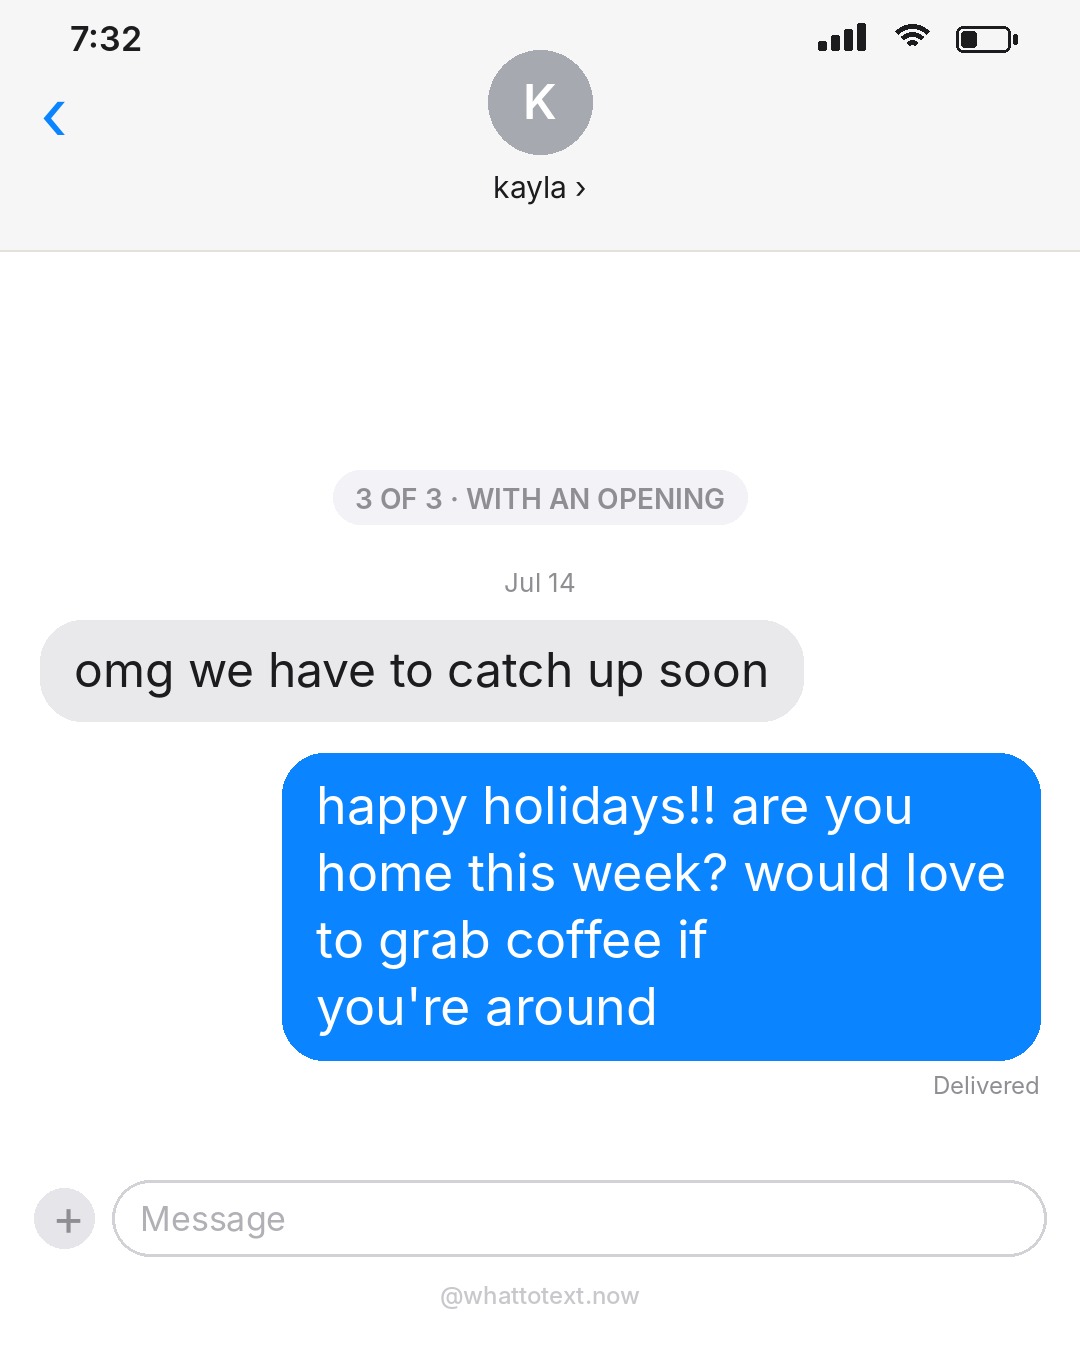 7:32
K
kayla ›
3 OF 3 · WITH AN OPENING
Jul 14
omg we have to catch up soon
happy holidays!! are you
home this week? would love
to grab coffee if
you're around
Delivered
+
Message
@whattotext.now